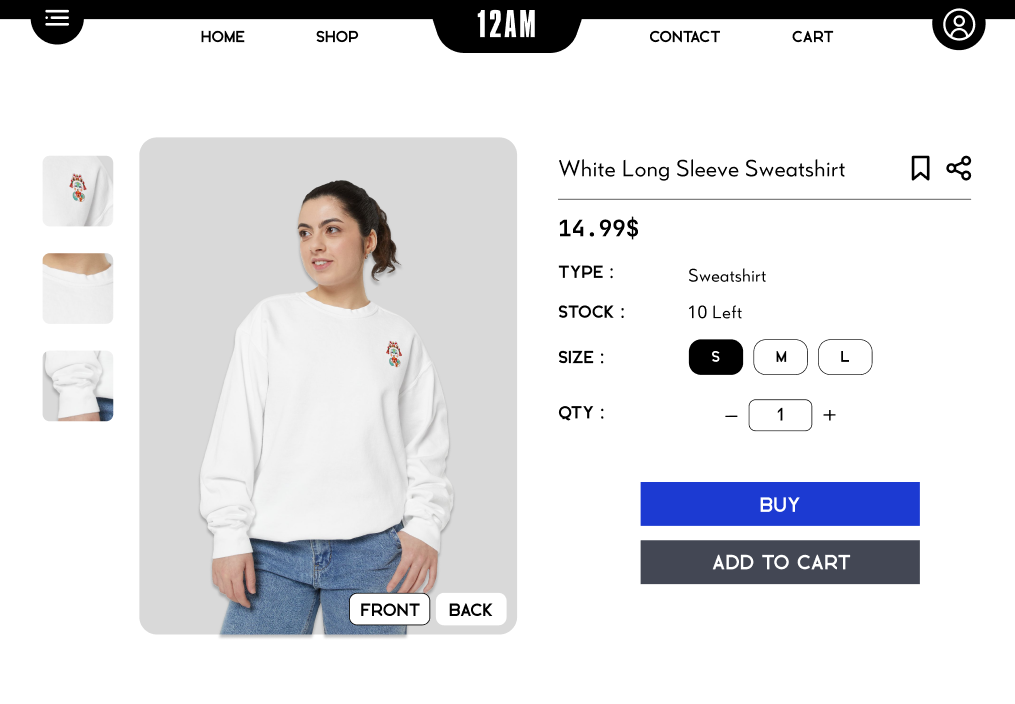 12AM
HOME SHOP CONTACT CART
White Long Sleeve Sweatshirt
14.99$
TYPE : Sweatshirt
STOCK : 10 Left
SIZE : S M L
QTY : – 1 +
BUY
ADD TO CART
FRONT BACK